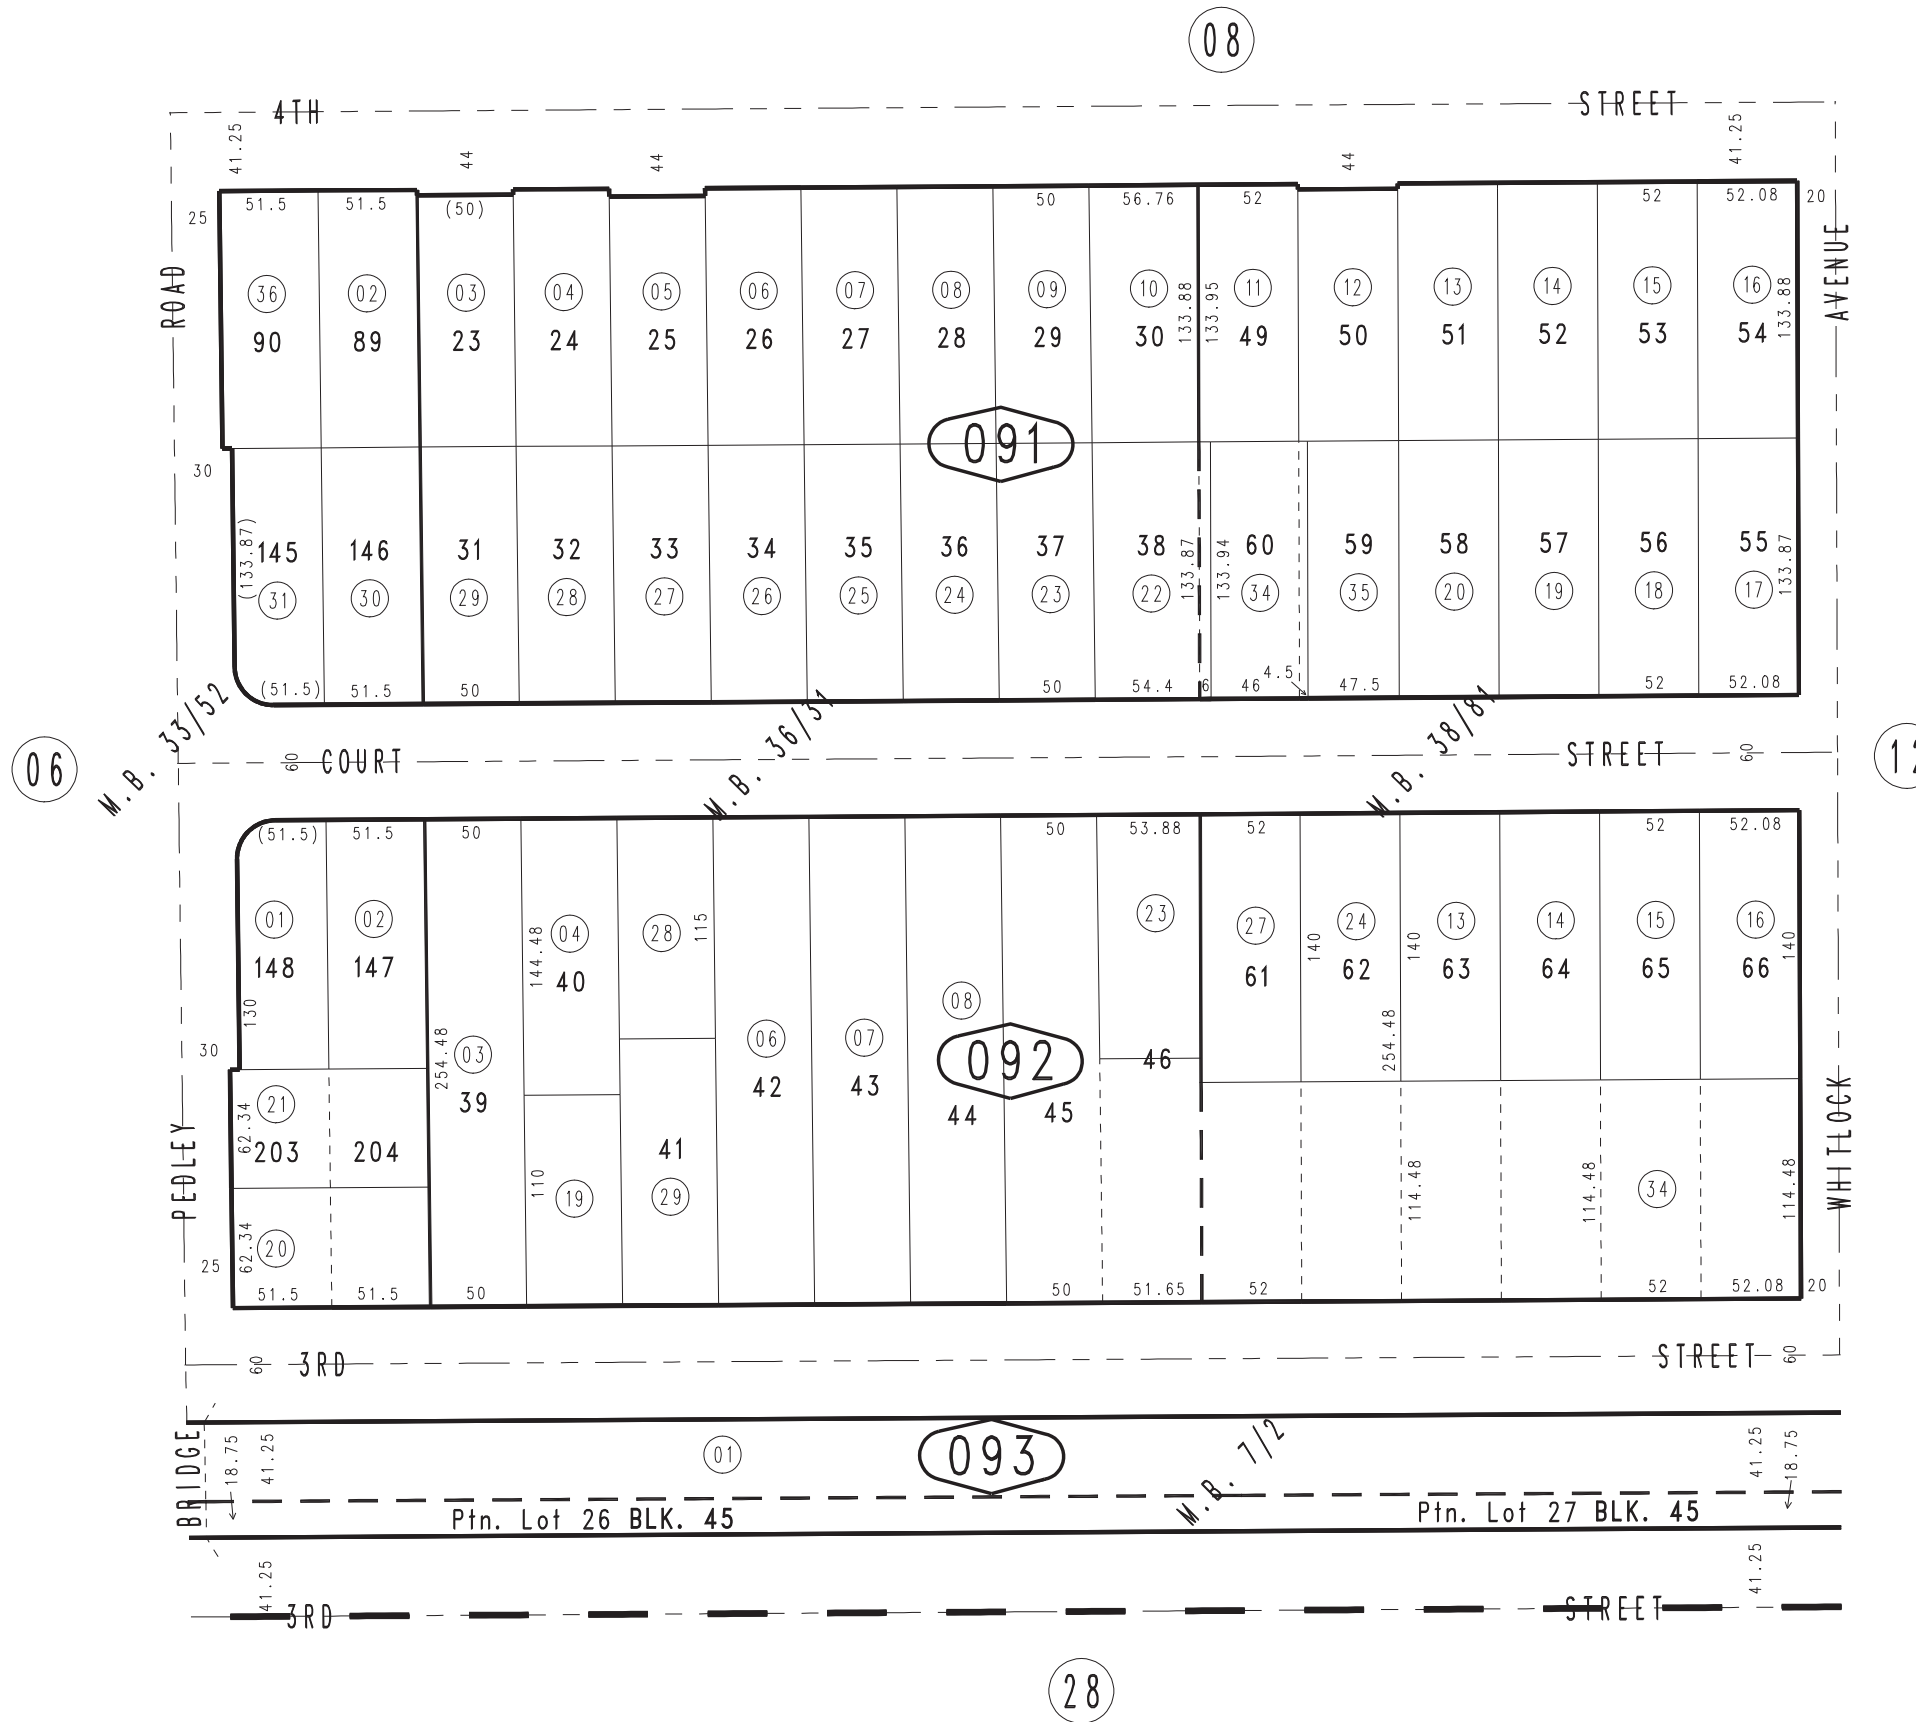 08
4TH STREET
41.25 44 44 44 41.25
25 51.5 51.5 (50) 50 56.76 52 52 52.08 20
ROAD AVENUE
36 02 03 04 05 06 07 08 09 10 133.88 133.95 11 12 13 14 15 16 133.88
90 89 23 24 25 26 27 28 29 30 49 50 51 52 53 54
091
30
(133.87) 145 146 31 32 33 34 35 36 37 38 133.87 133.94 60 59 58 57 56 55 133.87
31 30 29 28 27 26 25 24 23 22 34 35 20 19 18 17
(51.5) 51.5 50 50 54.4 6 46 4.5 47.5 52 52.08
M.B. 33/52 M.B. 36/31 M.B. 38/81
06 60 COURT STREET 60
(51.5) 51.5 50 50 53.88 52 52 52.08
01 02 144.48 04 28 115 23 27 140 24 140 13 14 15 16 140
148 147 40 61 62 63 64 65 66
130 08
30 254.48 03 06 07 092 46 254.48
39 42 43 44 45
62.34 21
203 204 41
PEDLEY WHITLOCK
110 19 29 114.48 114.48 34 114.48
62.34 20
25 51.5 51.5 50 50 51.65 52 52 52.08 20
60 3RD STREET 60
BRIDGE 18.75 41.25 01 093 M.B. 7/2 41.25 18.75
Ptn. Lot 26 BLK. 45 Ptn. Lot 27 BLK. 45
41.25 41.25
3RD STREET
28